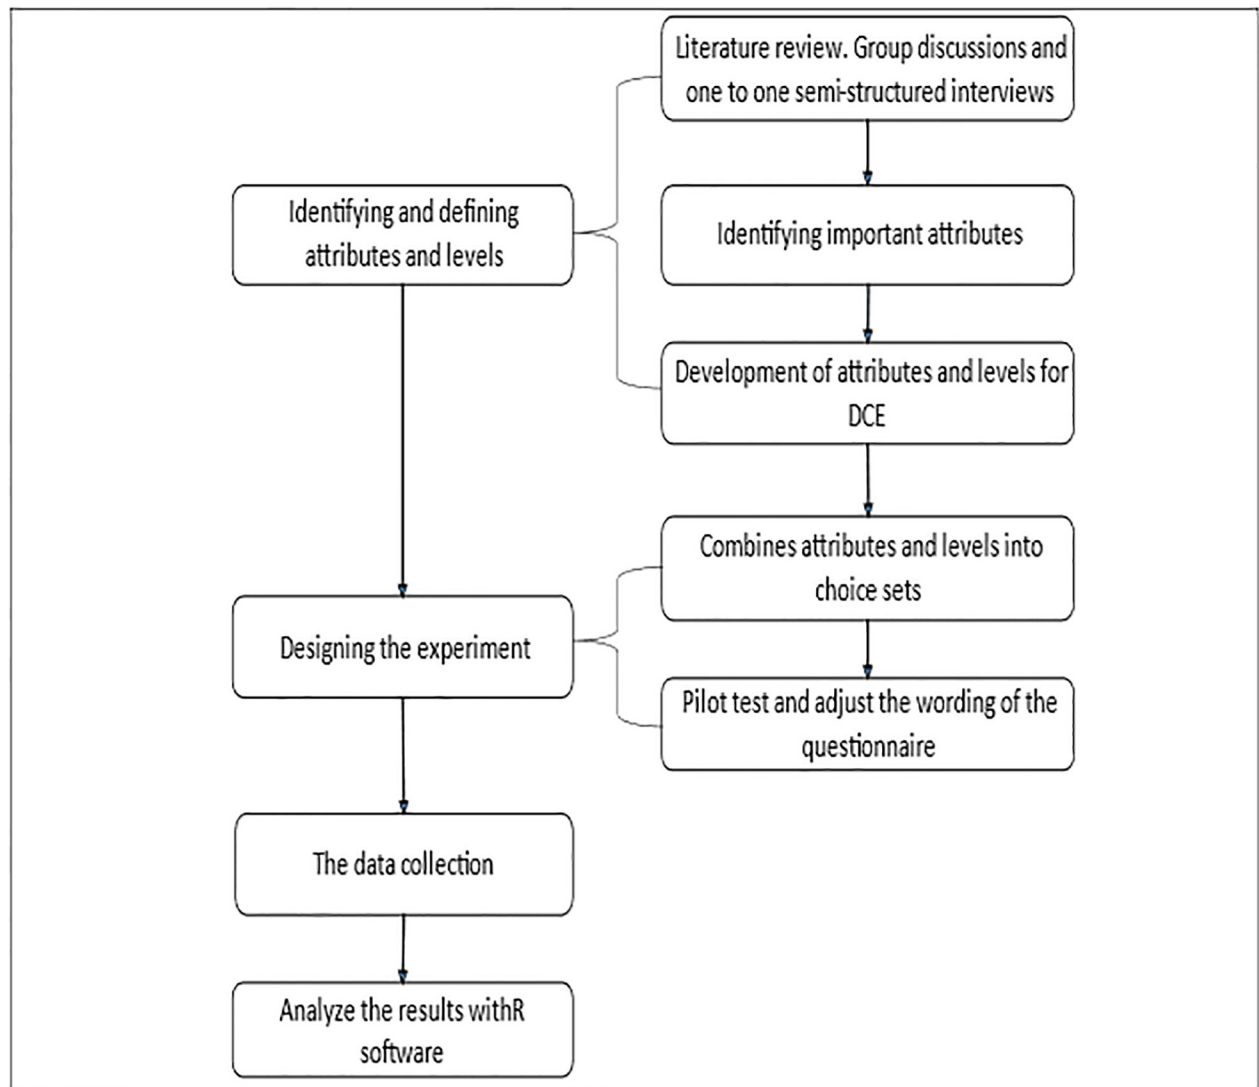 Literature review. Group discussions and
one to one semi-structured interviews
Identifying and defining
attributes and levels
Identifying important attributes
Development of attributes and levels for
DCE
Combines attributes and levels into
choice sets
Designing the experiment
Pilot test and adjust the wording of the
questionnaire
The data collection
Analyze the results withR
software